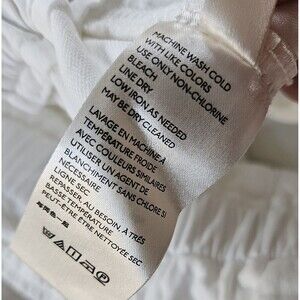 MACHINE WASH COLD
WITH LIKE COLORS
USE ONLY NON-CHLORINE
BLEACH
LINE DRY
LOW IRON AS NEEDED
MAY BE DRY CLEANED
LAVAGE EN MACHINE A
TEMPÉRATURE FROIDE
AVEC COULEURS SIMILAIRES
UTILISER UN AGENT DE
BLANCHIMENT SANS CHLORE SI
NÉCESSAIRE
LIGNE SEC
REPASSER, AU BESOIN, À TRÈS
BASSE TEMPÉRATURE
PEUT-ÊTRE ÊTRE NETTOYÉE SEC